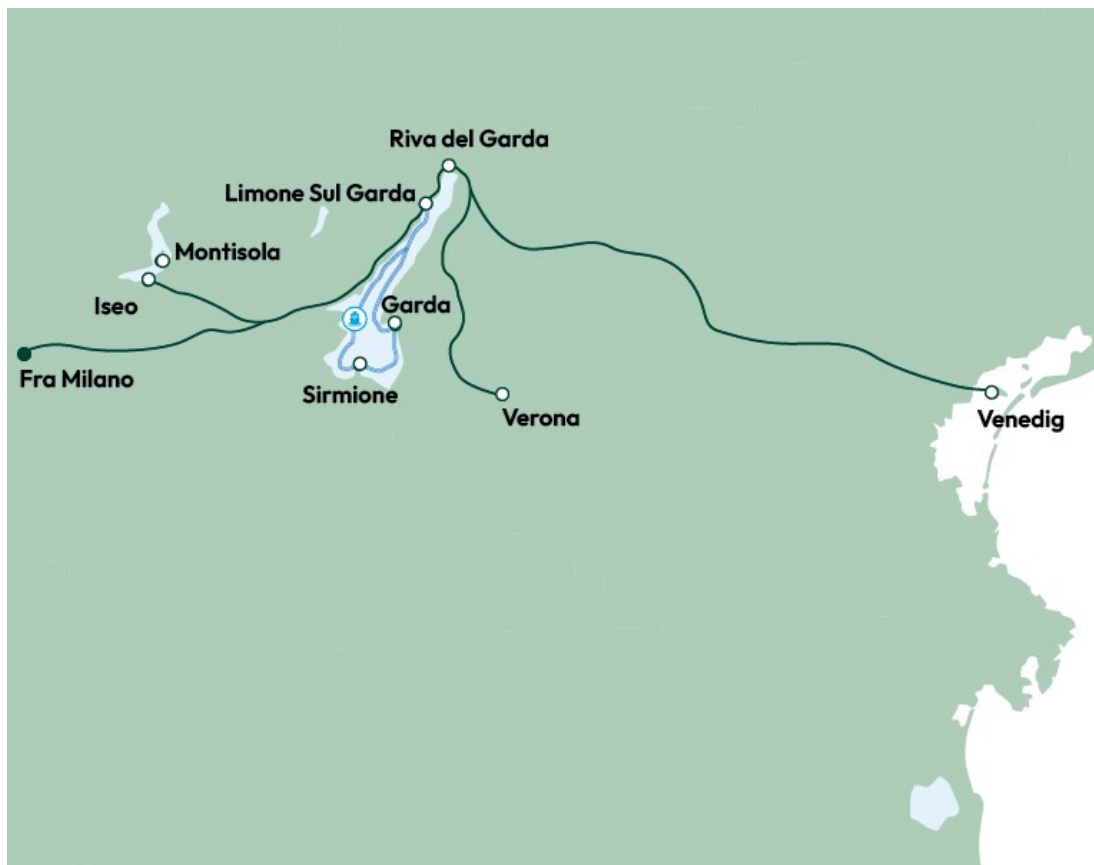 Riva del Garda
Limone Sul Garda
Montisola
Iseo
Garda
Fra Milano
Sirmione
Verona
Venedig